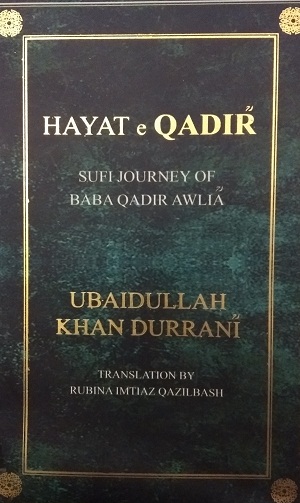 HAYAT e QADIRؒ
SUFI JOURNEY OF
BABA QADIR AWLIAؒ
UBAIDULLAH
KHAN DURRANIؒ
TRANSLATION BY
RUBINA IMTIAZ QAZILBASH